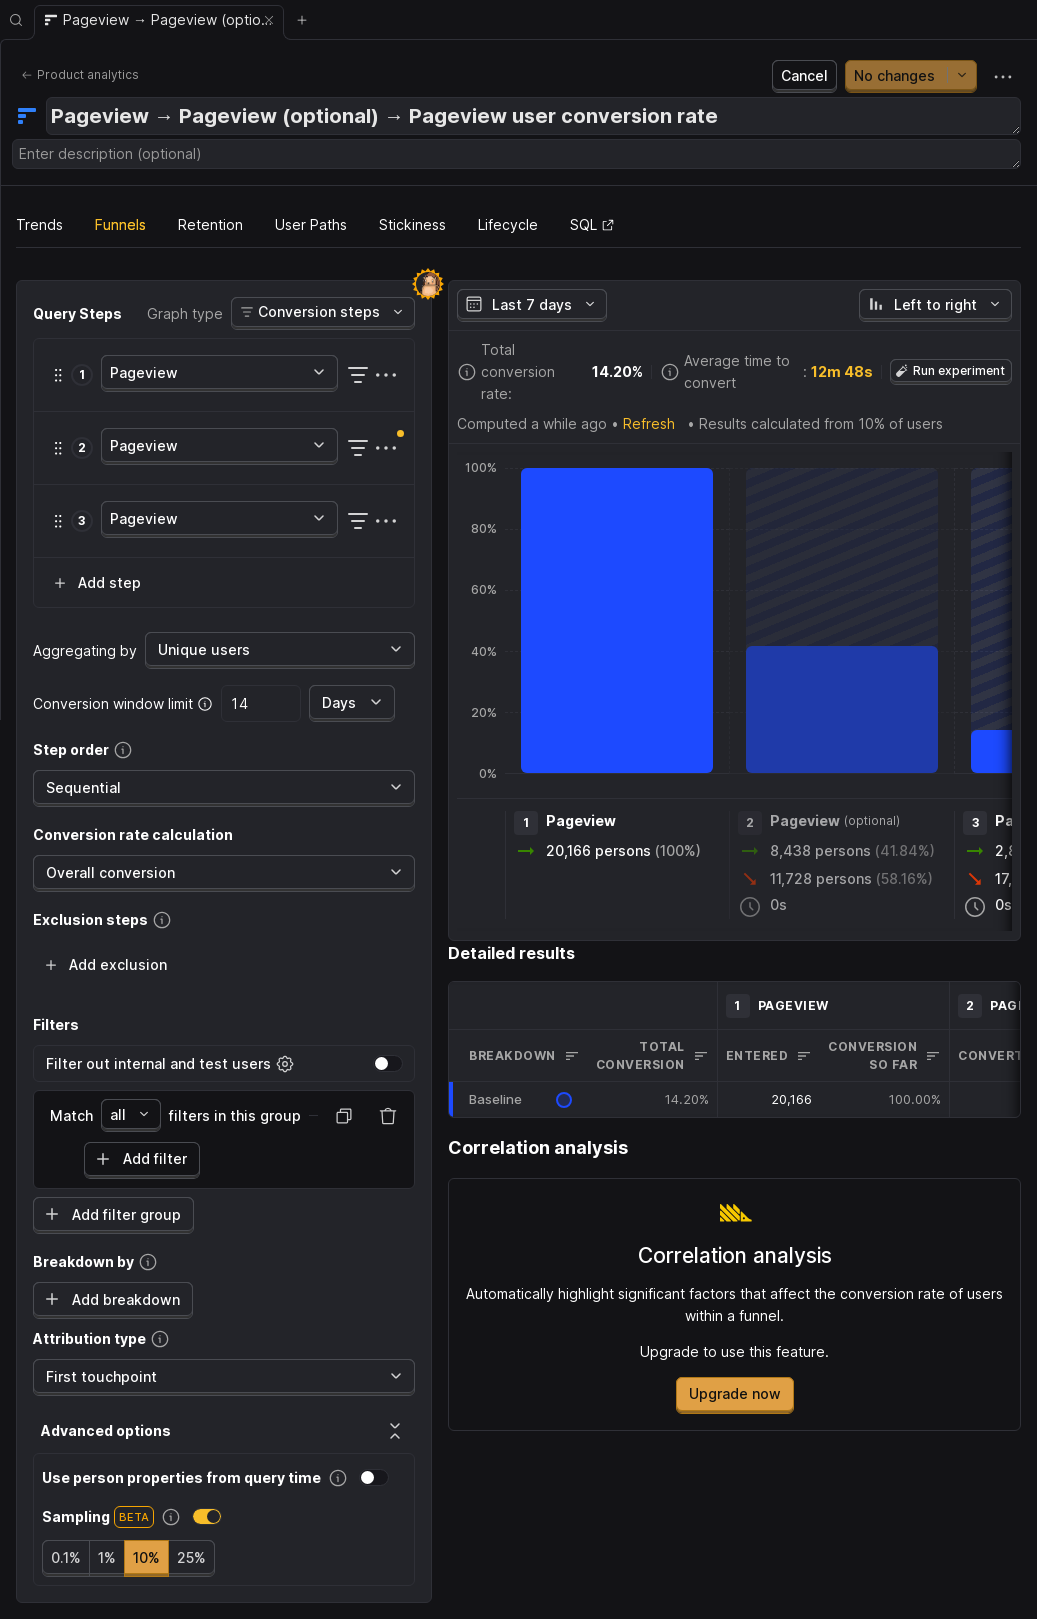 Pageview → Pageview (optio...
Product analytics
Cancel
No changes
Pageview → Pageview (optional) → Pageview user conversion rate
Enter description (optional)
Trends
Funnels
Retention
User Paths
Stickiness
Lifecycle
SQL
Query Steps
Graph type
Conversion steps
1
Pageview
2
Pageview
3
Pageview
Add step
Aggregating by
Unique users
Conversion window limit
14
Days
Step order
Sequential
Conversion rate calculation
Overall conversion
Exclusion steps
Add exclusion
Filters
Filter out internal and test users
Match
all
filters in this group
Add filter
Add filter group
Breakdown by
Add breakdown
Attribution type
First touchpoint
Advanced options
Use person properties from query time
Sampling
BETA
0.1%
1%
10%
25%
Last 7 days
Left to right
Total
conversion
rate:
14.20%
Average time to
convert
: 12m 48s
Run experiment
Computed a while ago • Refresh • Results calculated from 10% of users
100%
80%
60%
40%
20%
0%
1
Pageview
20,166 persons (100%)
2
Pageview (optional)
8,438 persons (41.84%)
11,728 persons (58.16%)
0s
3
Pa
2,8
17,
0s
Detailed results
1
PAGEVIEW
2
PAG
BREAKDOWN
TOTAL
CONVERSION
ENTERED
CONVERSION
SO FAR
CONVERT
Baseline
14.20%
20,166
100.00%
Correlation analysis
Correlation analysis
Automatically highlight significant factors that affect the conversion rate of users
within a funnel.
Upgrade to use this feature.
Upgrade now